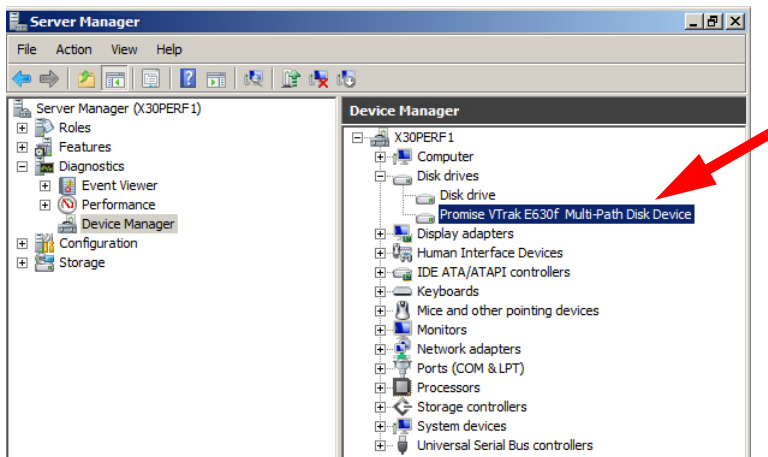 Server Manager
File Action View Help
Server Manager (X30PERF1)
Roles
Features
Diagnostics
Event Viewer
Performance
Device Manager
Configuration
Storage
Device Manager
X30PERF1
Computer
Disk drives
Disk drive
Promise VTrak E630f Multi-Path Disk Device
Display adapters
Human Interface Devices
IDE ATA/ATAPI controllers
Keyboards
Mice and other pointing devices
Monitors
Network adapters
Ports (COM & LPT)
Processors
Storage controllers
System devices
Universal Serial Bus controllers